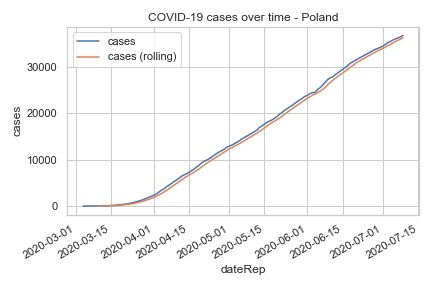 COVID-19 cases over time - Poland
cases
cases (rolling)
30000
20000
10000
0
cases
2020-03-01
2020-03-15
2020-04-01
2020-04-15
2020-05-01
2020-05-15
2020-06-01
2020-06-15
2020-07-01
2020-07-15
dateRep